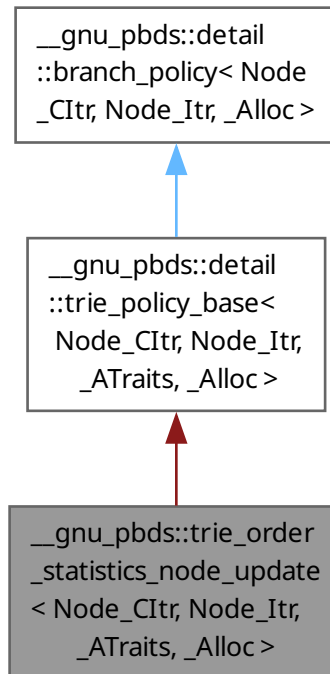 __gnu_pbds::detail
::branch_policy< Node
_CItr, Node_Itr, _Alloc >
__gnu_pbds::detail
::trie_policy_base<
Node_CItr, Node_Itr,
_ATraits, _Alloc >
__gnu_pbds::trie_order
_statistics_node_update
< Node_CItr, Node_Itr,
_ATraits, _Alloc >